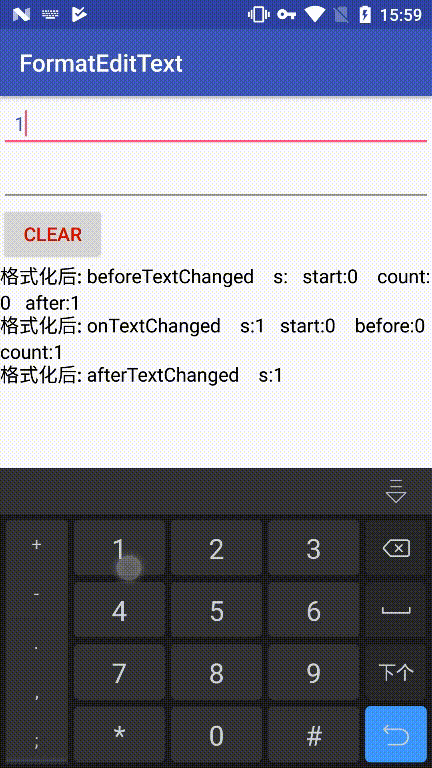 15:59
FormatEditText
1
CLEAR
格式化后: beforeTextChanged s: start:0 count:
0 after:1
格式化后: onTextChanged s:1 start:0 before:0
count:1
格式化后: afterTextChanged s:1
+ 1 2 3
- 4 5 6
. 7 8 9 下个
,
; * 0 #